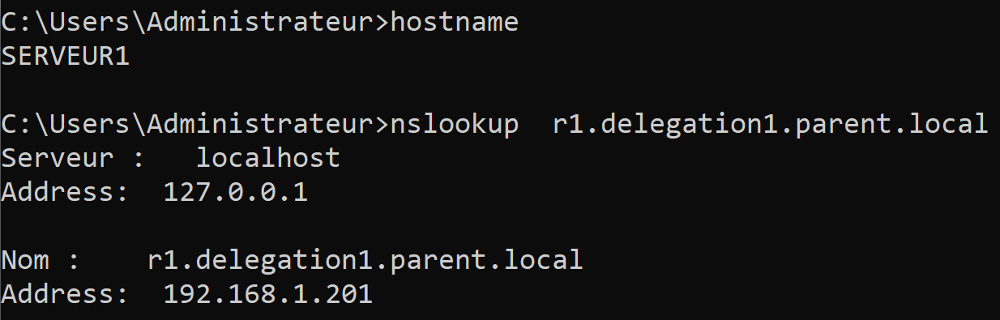 C:\Users\Administrateur>hostname
SERVEUR1
C:\Users\Administrateur>nslookup  r1.delegation1.parent.local
Serveur :   localhost
Address:  127.0.0.1
Nom :    r1.delegation1.parent.local
Address:  192.168.1.201